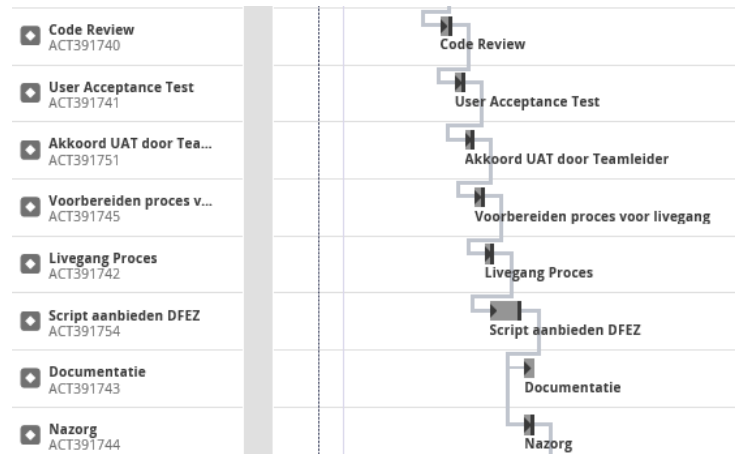 Code Review
ACT391740
Code Review
User Acceptance Test
ACT391741
User Acceptance Test
Akkoord UAT door Tea...
ACT391751
Akkoord UAT door Teamleider
Voorbereiden proces v...
ACT391745
Voorbereiden proces voor livegang
Livegang Proces
ACT391742
Livegang Proces
Script aanbieden DFEZ
ACT391754
Script aanbieden DFEZ
Documentatie
ACT391743
Documentatie
Nazorg
ACT391744
Nazorg